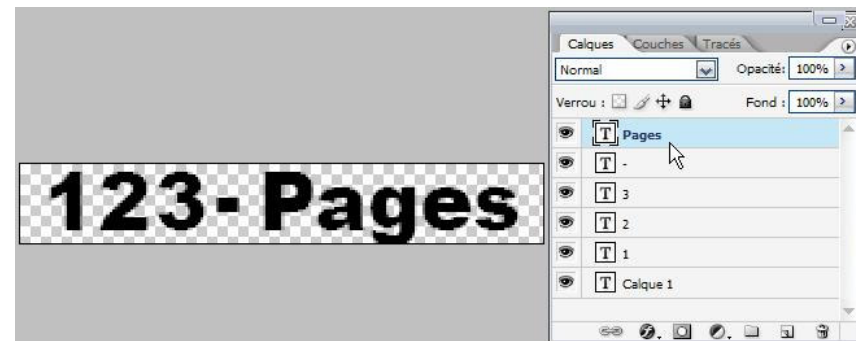 Calques Couches Tracés
Normal Opacité: 100%
Verrou : Fond : 100%
T Pages
T -
T 3
T 2
T 1
T Calque 1
123- Pages